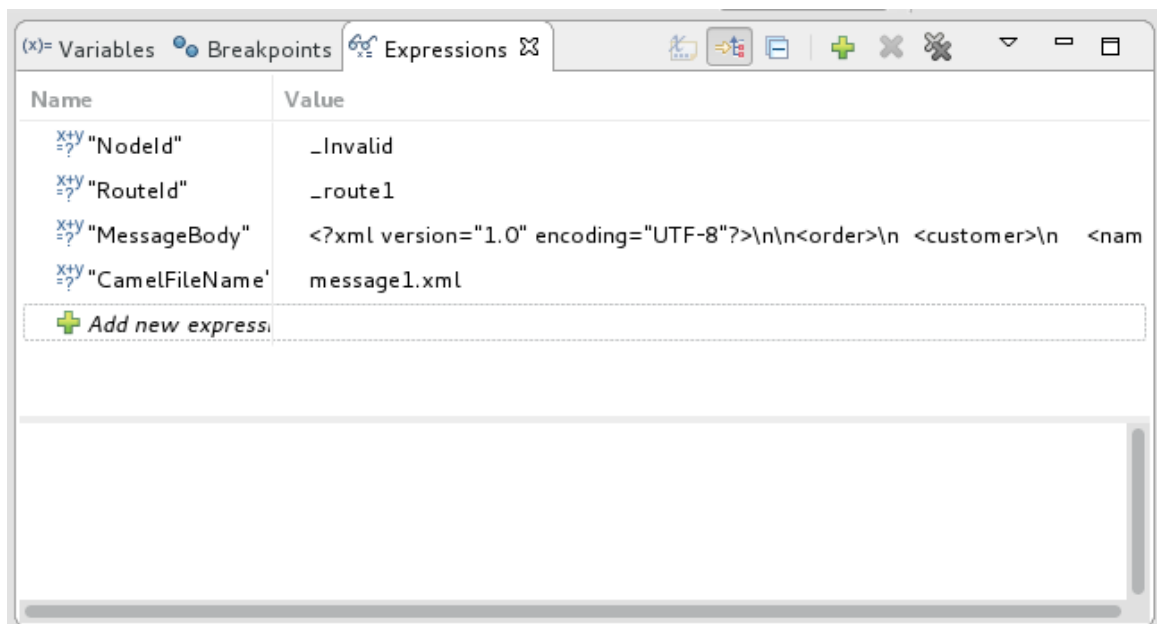 (x)= Variables Breakpoints Expressions
Name Value
x+y=? "NodeId" _Invalid
x+y=? "RouteId" _route1
x+y=? "MessageBody" <?xml version="1.0" encoding="UTF-8"?>\n\n<order>\n <customer>\n <nam
x+y=? "CamelFileName' message1.xml
Add new expressi